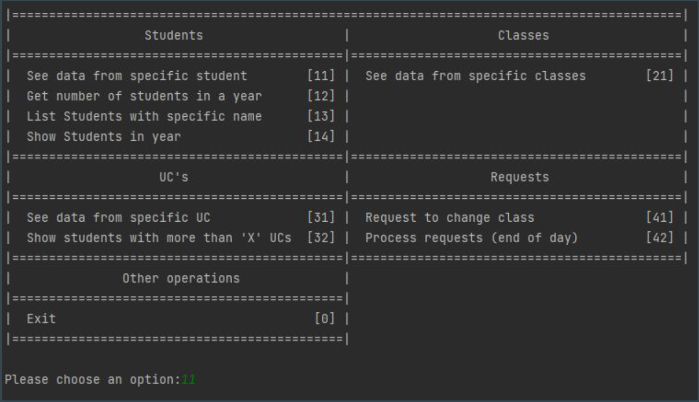 |===========================================================================================|
|                  Students                   |                    Classes                  |
|=============================================|=============================================|
|  See data from specific student        [11] |  See data from specific classes        [21] |
|  Get number of students in a year      [12] |                                             |
|  List Students with specific name      [13] |                                             |
|  Show Students in year                 [14] |                                             |
|=============================================|=============================================|
|                    UC's                     |                   Requests                  |
|=============================================|=============================================|
|  See data from specific UC             [31] |  Request to change class               [41] |
|  Show students with more than 'X' UCs  [32] |  Process requests (end of day)         [42] |
|=============================================|=============================================|
|               Other operations              |
|=============================================|
|  Exit                                   [0] |
|=============================================|
Please choose an option:11